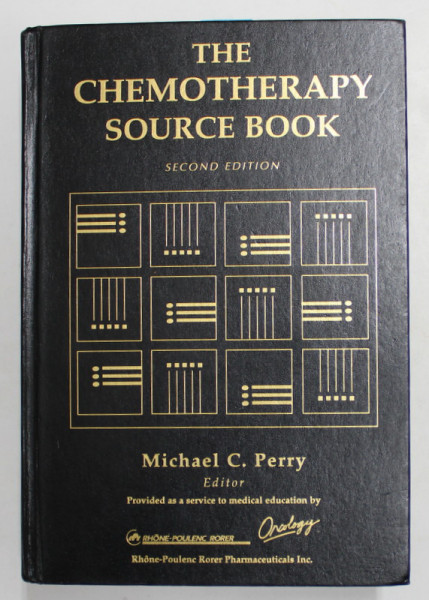 THE
CHEMOTHERAPY
SOURCE BOOK
SECOND EDITION
Michael C. Perry
Editor
Provided as a service to medical education by
RHÔNE-POULENC RORER Oncology
Rhône-Poulenc Rorer Pharmaceuticals Inc.